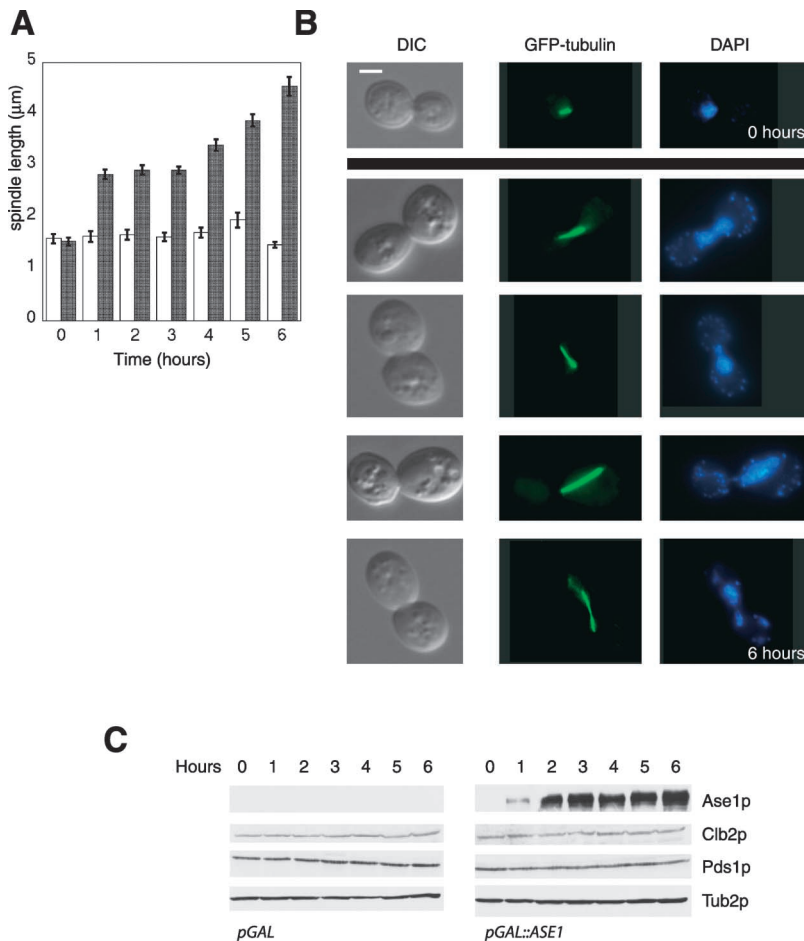 A
spindle length (μm)
5
4
3
2
1
0
0 1 2 3 4 5 6
Time (hours)
B
DIC GFP-tubulin DAPI
0 hours
6 hours
C
Hours 0 1 2 3 4 5 6 0 1 2 3 4 5 6
Ase1p
Clb2p
Pds1p
Tub2p
pGAL pGAL::ASE1